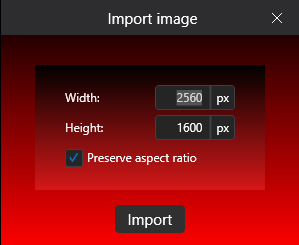 Import image
Width: 2560 px
Height: 1600 px
Preserve aspect ratio
Import